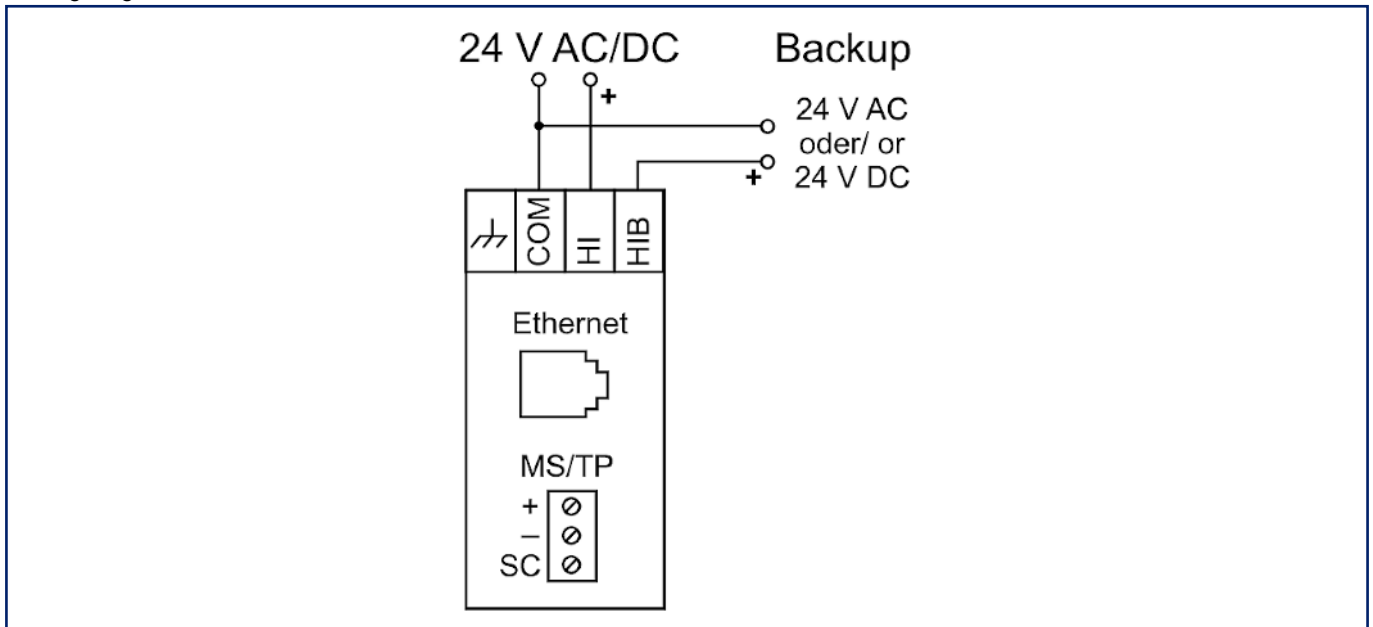 24 V AC/DC
Backup
+
24 V AC
oder/ or
24 V DC
+
COM
HI
HIB
Ethernet
MS/TP
+
–
SC